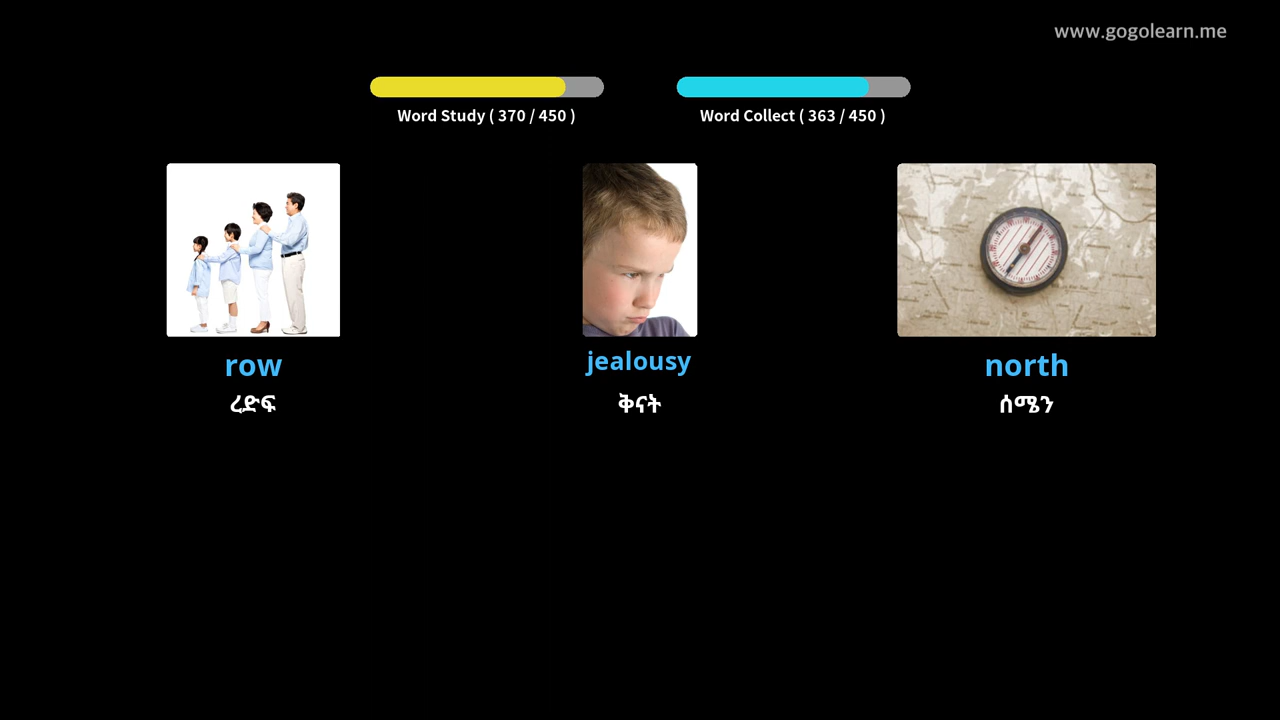 www.gogolearn.me
Word Study ( 370 / 450 )
Word Collect ( 363 / 450 )
row
jealousy
north
ረድፍ
ቅናት
ሰሜን